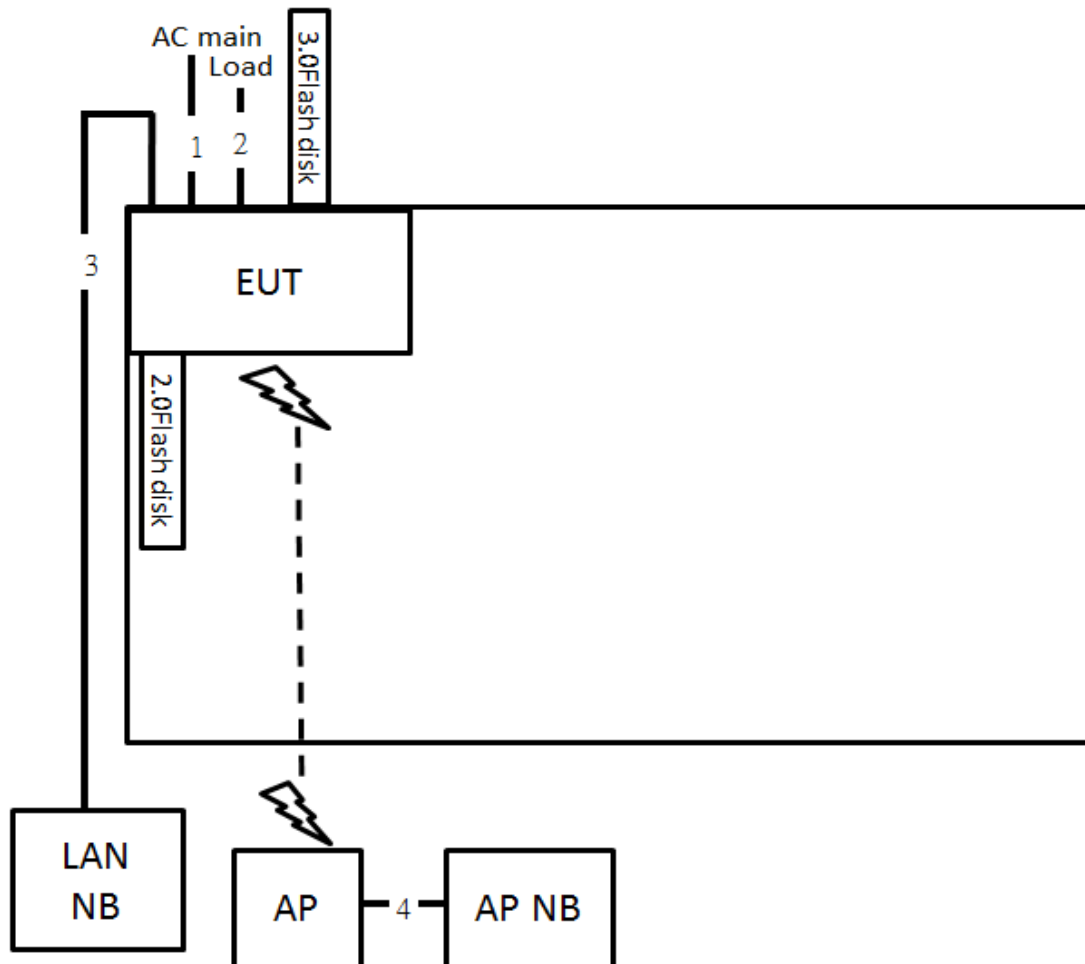 AC main
Load
3.0Flash disk
1
2
3
EUT
2.0Flash disk
LAN
NB
AP
4
AP NB